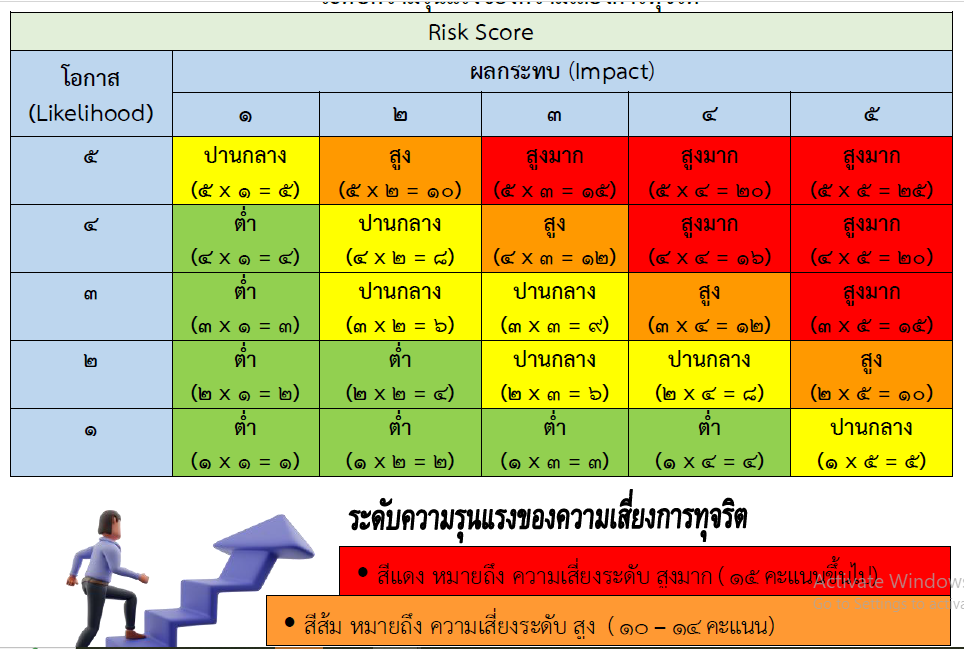 Risk Score
โอกาส (Likelihood) ผลกระทบ (Impact)
๑ ๒ ๓ ๔ ๕
๕ ปานกลาง สูง สูงมาก สูงมาก สูงมาก
(๕ x ๑ = ๕) (๕ x ๒ = ๑๐) (๕ x ๓ = ๑๕) (๕ x ๔ = ๒๐) (๕ x ๕ = ๒๕)
๔ ต่ำ ปานกลาง สูง สูงมาก สูงมาก
(๔ x ๑ = ๔) (๔ x ๒ = ๘) (๔ x ๓ = ๑๒) (๔ x ๔ = ๑๖) (๔ x ๕ = ๒๐)
๓ ต่ำ ปานกลาง ปานกลาง สูง สูงมาก
(๓ x ๑ = ๓) (๓ x ๒ = ๖) (๓ x ๓ = ๙) (๓ x ๔ = ๑๒) (๓ x ๕ = ๑๕)
๒ ต่ำ ต่ำ ปานกลาง ปานกลาง สูง
(๒ x ๑ = ๒) (๒ x ๒ = ๔) (๒ x ๓ = ๖) (๒ x ๔ = ๘) (๒ x ๕ = ๑๐)
๑ ต่ำ ต่ำ ต่ำ ต่ำ ปานกลาง
(๑ x ๑ = ๑) (๑ x ๒ = ๒) (๑ x ๓ = ๓) (๑ x ๔ = ๔) (๑ x ๕ = ๕)
ระดับความรุนแรงของความเสี่ยงการทุจริต
• สีแดง หมายถึง ความเสี่ยงระดับ สูงมาก ( ๑๕ คะแนนขึ้นไป)
Activate Windows
• สีส้ม หมายถึง ความเสี่ยงระดับ สูง ( ๑๐ – ๑๔ คะแนน)